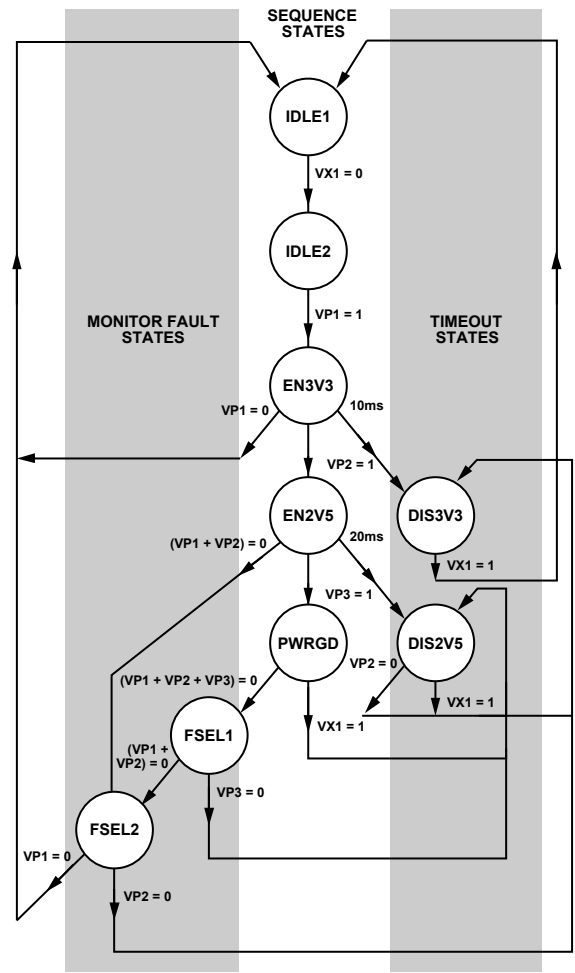 SEQUENCE
STATES
IDLE1
VX1 = 0
IDLE2
MONITOR FAULT
STATES
VP1 = 1
TIMEOUT
STATES
EN3V3
VP1 = 0
10ms
VP2 = 1
EN2V5
DIS3V3
(VP1 + VP2) = 0
20ms
VX1 = 1
VP3 = 1
PWRGD
DIS2V5
VP2 = 0
(VP1 + VP2 + VP3) = 0
VX1 = 1
FSEL1
VX1 = 1
(VP1 +
VP2) = 0
VP3 = 0
FSEL2
VP1 = 0
VP2 = 0